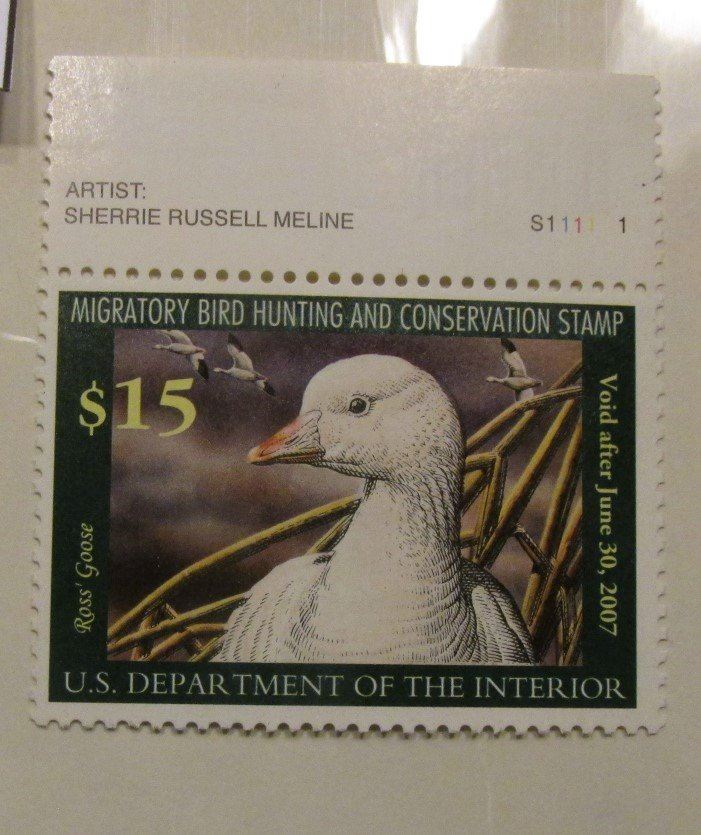 ARTIST:
SHERRIE RUSSELL MELINE
S1111 1
MIGRATORY BIRD HUNTING AND CONSERVATION STAMP
$15
Void after June 30, 2007
Ross' Goose
U.S. DEPARTMENT OF THE INTERIOR